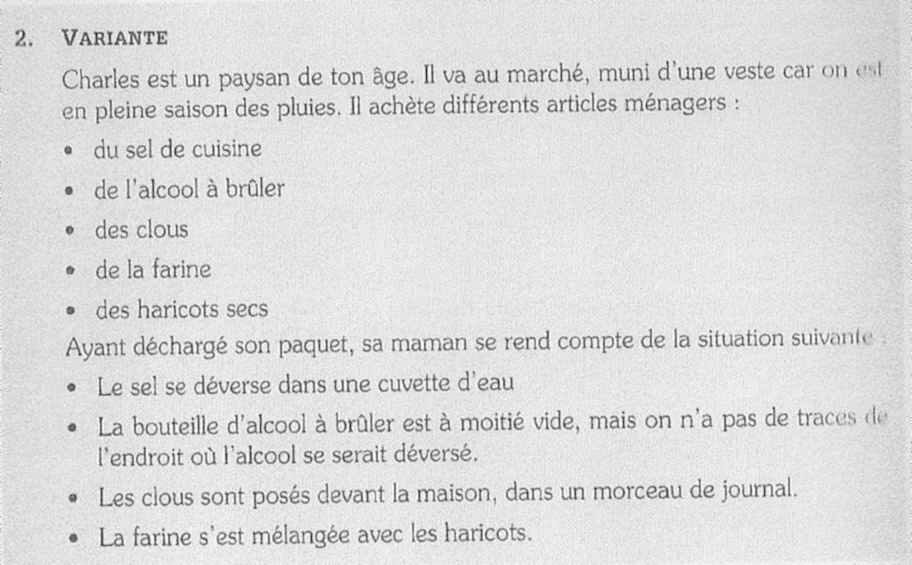 2. VARIANTE
Charles est un paysan de ton âge. Il va au marché, muni d'une veste car on est
en pleine saison des pluies. Il achète différents articles ménagers :
• du sel de cuisine
• de l'alcool à brûler
• des clous
• de la farine
• des haricots secs
Ayant déchargé son paquet, sa maman se rend compte de la situation suivante :
• Le sel se déverse dans une cuvette d'eau
• La bouteille d'alcool à brûler est à moitié vide, mais on n'a pas de traces de
l'endroit où l'alcool se serait déversé.
• Les clous sont posés devant la maison, dans un morceau de journal.
• La farine s'est mélangée avec les haricots.